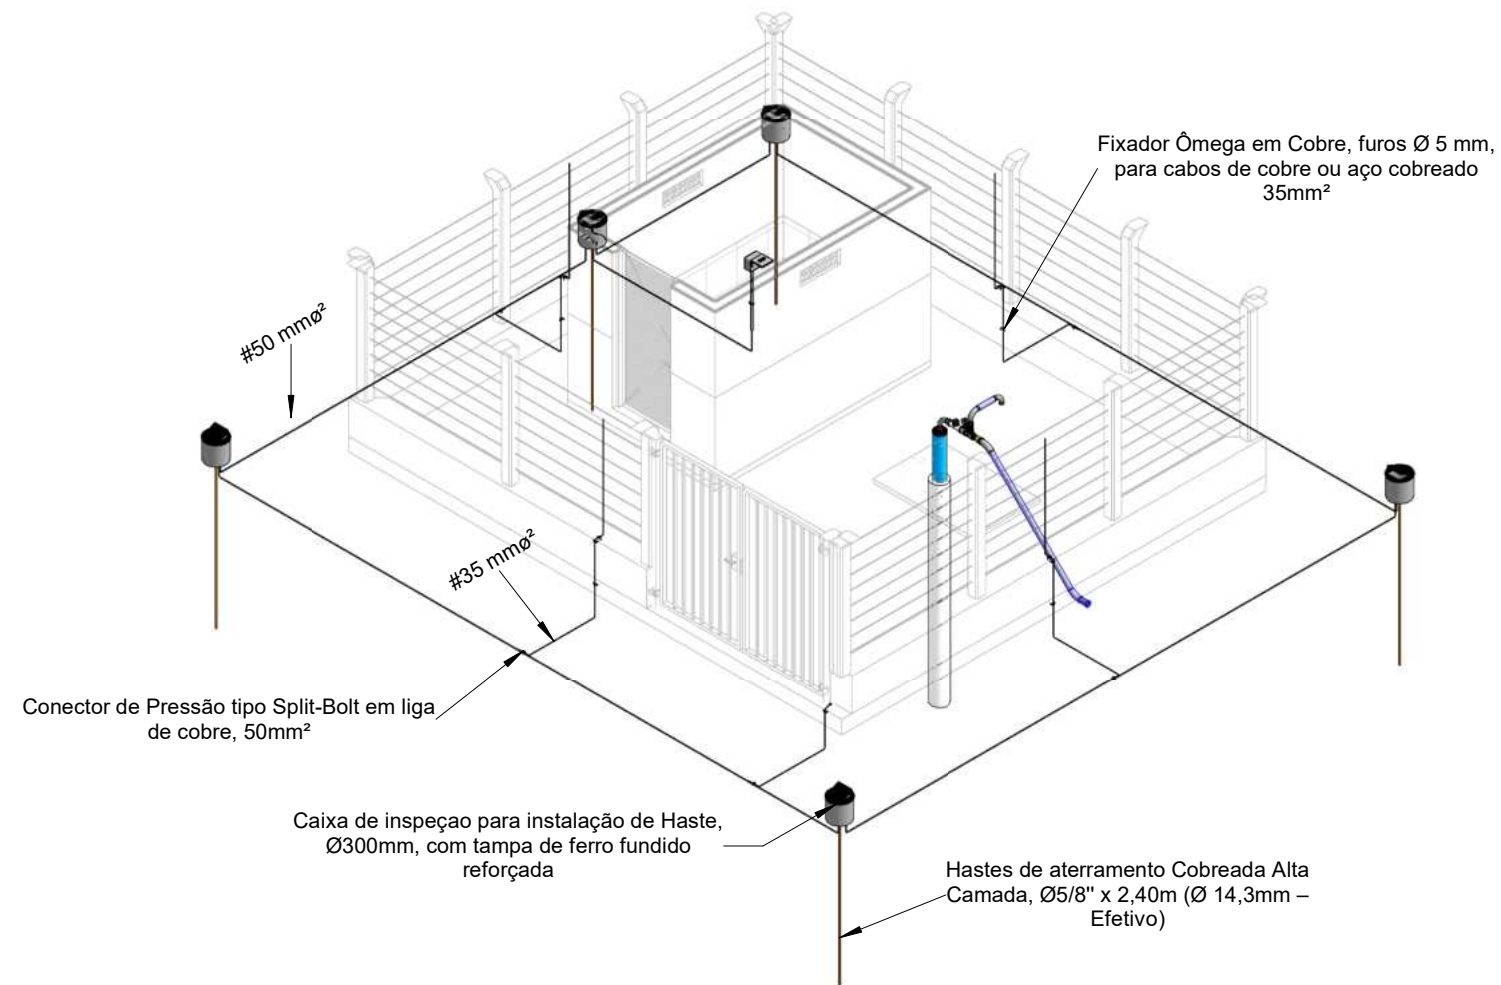 Fixador Ômega em Cobre, furos Ø 5 mm,
para cabos de cobre ou aço cobreado
35mm²
#50 mmø²
#35 mmø²
Conector de Pressão tipo Split-Bolt em liga
de cobre, 50mm²
Caixa de inspeçao para instalação de Haste,
Ø300mm, com tampa de ferro fundido
reforçada
Hastes de aterramento Cobreada Alta
Camada, Ø5/8" x 2,40m (Ø 14,3mm –
Efetivo)